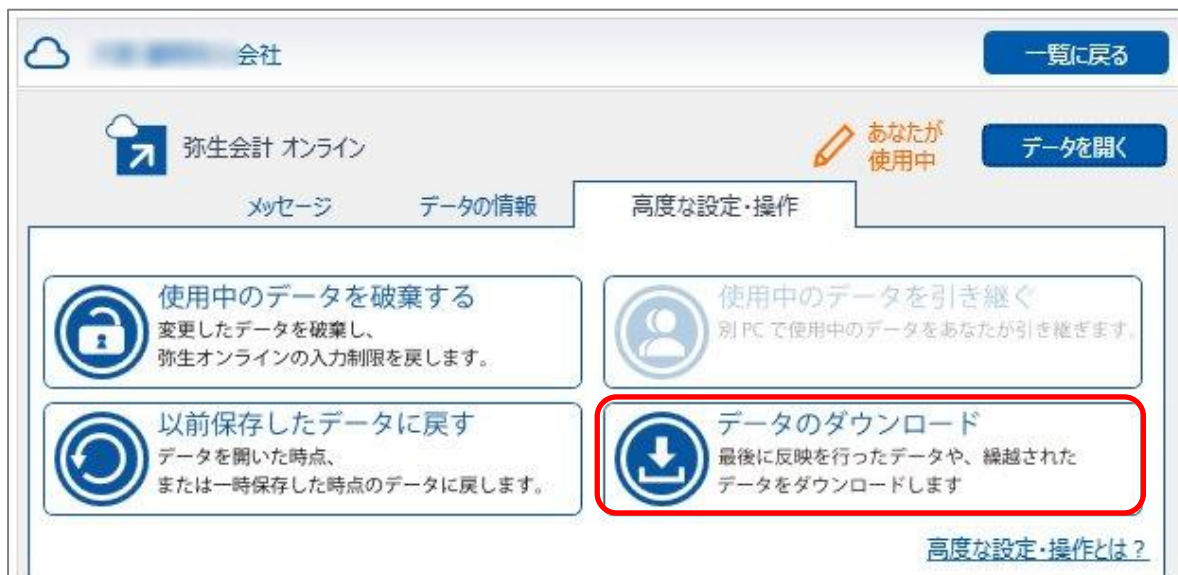 会社
一覧に戻る
弥生会計 オンライン
あなたが
使用中
データを開く
メッセージ
データの情報
高度な設定・操作
使用中のデータを破棄する
変更したデータを破棄し、
弥生オンラインの入力制限を戻します。
使用中のデータを引き継ぐ
別 PC で使用中のデータをあなたが引き継ぎます。
以前保存したデータに戻す
データを開いた時点、
または一時保存した時点のデータに戻します。
データのダウンロード
最後に反映を行ったデータや、繰越された
データをダウンロードします
高度な設定・操作とは？